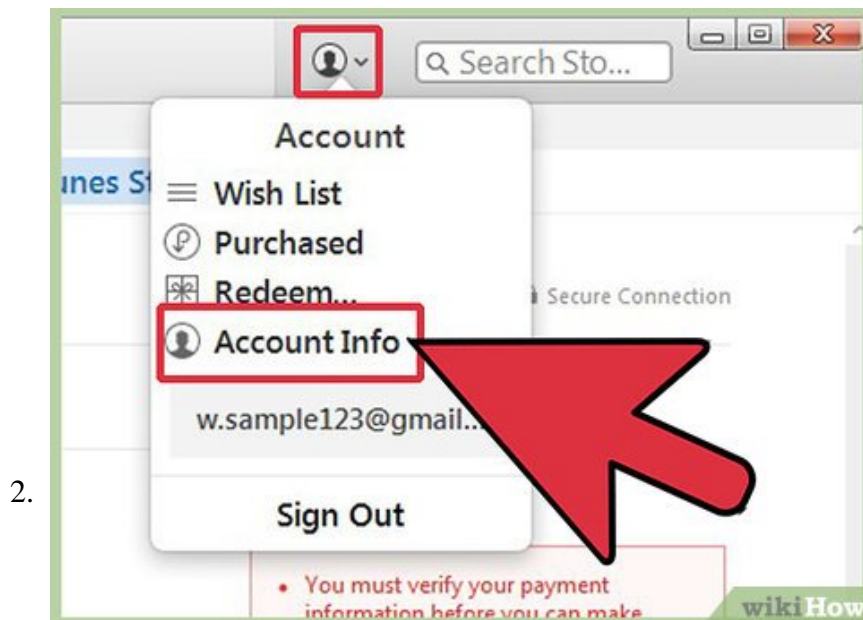 Search Sto...
Account
unes St
Wish List
Purchased
Redeem...
Secure Connection
Account Info
w.sample123@gmail...
2.
Sign Out
• You must verify your payment
information before you can make
wikiHow